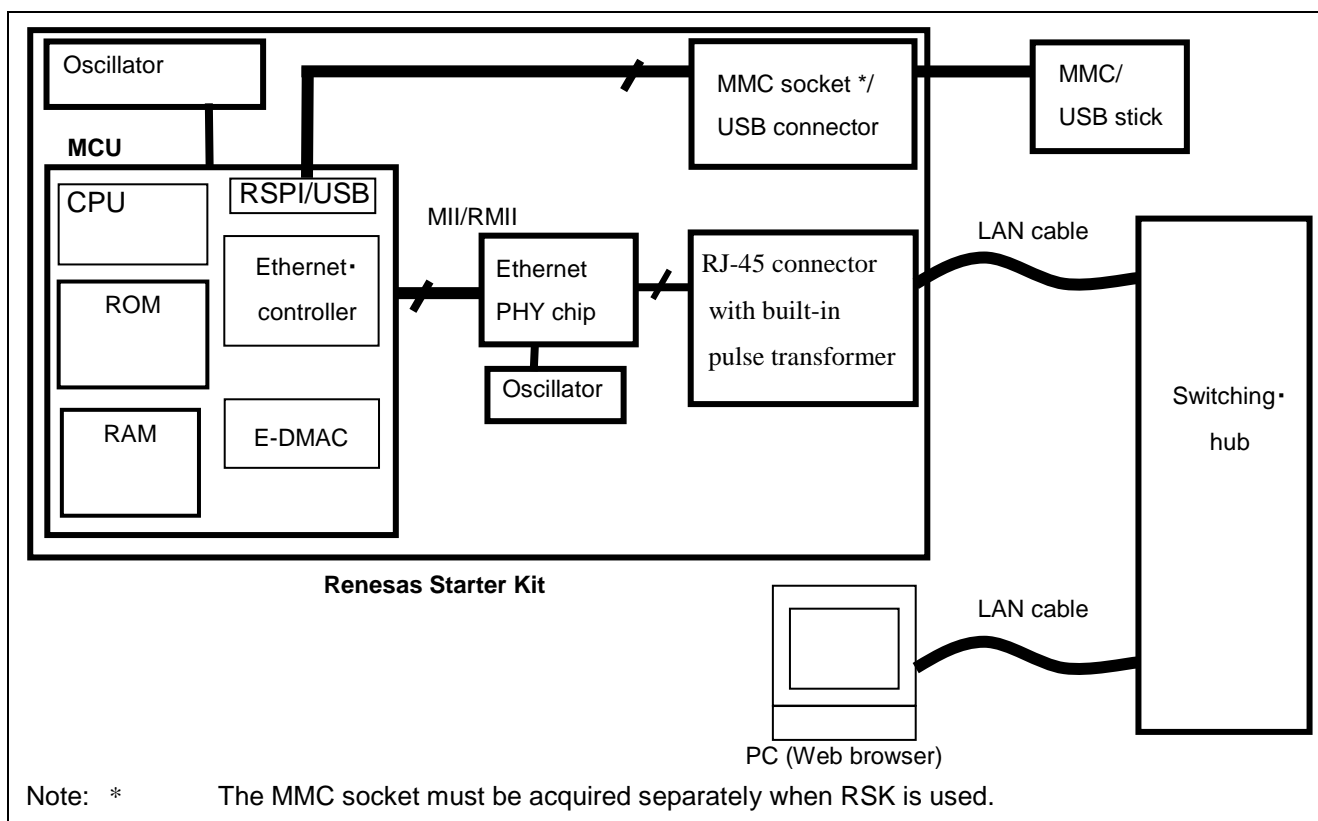 Oscillator
MMC socket */
USB connector
MMC/
USB stick
MCU
CPU
RSPI/USB
ROM
Ethernet･
controller
RAM
E-DMAC
MII/RMII
Ethernet
PHY chip
Oscillator
RJ-45 connector
with built-in
pulse transformer
LAN cable
Switching･
hub
Renesas Starter Kit
LAN cable
PC (Web browser)
Note: * The MMC socket must be acquired separately when RSK is used.